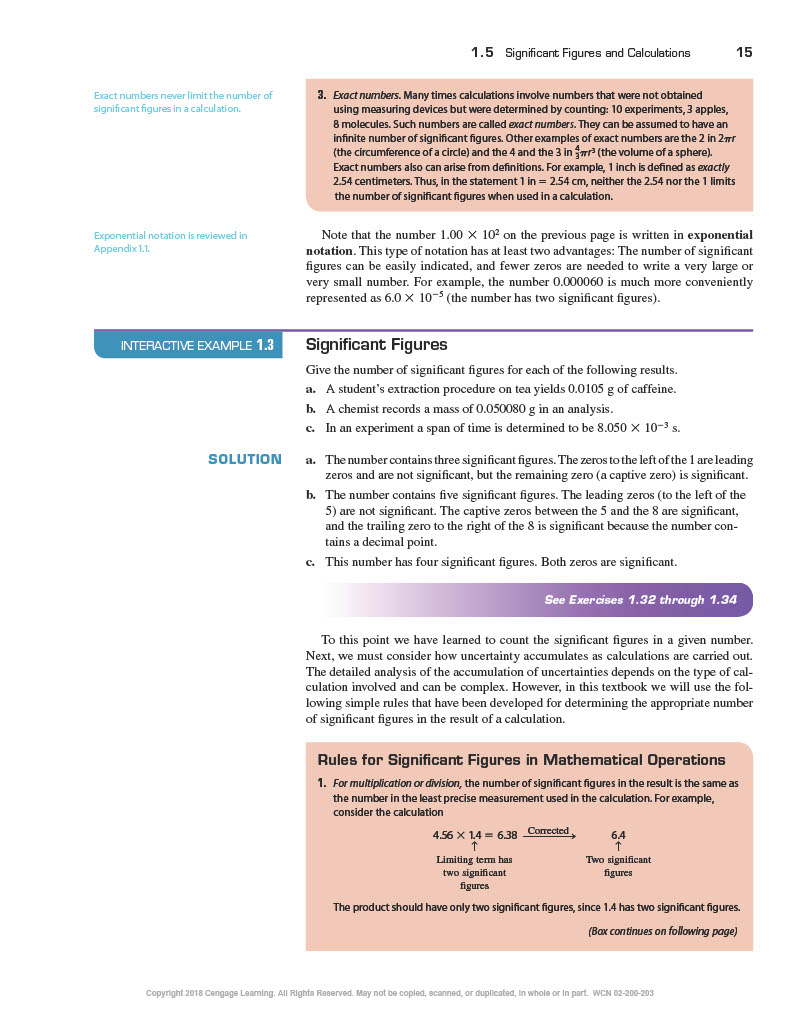 1.5 Significant Figures and Calculations 15
Exact numbers never limit the number of
significant figures in a calculation.
3. Exact numbers. Many times calculations involve numbers that were not obtained
using measuring devices but were determined by counting: 10 experiments, 3 apples,
8 molecules. Such numbers are called exact numbers. They can be assumed to have an
infinite number of significant figures. Other examples of exact numbers are the 2 in 2πr
(the circumference of a circle) and the 4 and the 3 in 4/3πr³ (the volume of a sphere).
Exact numbers also can arise from definitions. For example, 1 inch is defined as exactly
2.54 centimeters. Thus, in the statement 1 in = 2.54 cm, neither the 2.54 nor the 1 limits
the number of significant figures when used in a calculation.
Exponential notation is reviewed in
Appendix 1.1.
Note that the number 1.00 × 10² on the previous page is written in exponential
notation. This type of notation has at least two advantages: The number of significant
figures can be easily indicated, and fewer zeros are needed to write a very large or
very small number. For example, the number 0.000060 is much more conveniently
represented as 6.0 × 10⁻⁵ (the number has two significant figures).
INTERACTIVE EXAMPLE 1.3
Significant Figures
Give the number of significant figures for each of the following results.
a. A student's extraction procedure on tea yields 0.0105 g of caffeine.
b. A chemist records a mass of 0.050080 g in an analysis.
c. In an experiment a span of time is determined to be 8.050 × 10⁻³ s.
SOLUTION
a. The number contains three significant figures. The zeros to the left of the 1 are leading
zeros and are not significant, but the remaining zero (a captive zero) is significant.
b. The number contains five significant figures. The leading zeros (to the left of the
5) are not significant. The captive zeros between the 5 and the 8 are significant,
and the trailing zero to the right of the 8 is significant because the number con-
tains a decimal point.
c. This number has four significant figures. Both zeros are significant.
See Exercises 1.32 through 1.34
To this point we have learned to count the significant figures in a given number.
Next, we must consider how uncertainty accumulates as calculations are carried out.
The detailed analysis of the accumulation of uncertainties depends on the type of cal-
culation involved and can be complex. However, in this textbook we will use the fol-
lowing simple rules that have been developed for determining the appropriate number
of significant figures in the result of a calculation.
Rules for Significant Figures in Mathematical Operations
1. For multiplication or division, the number of significant figures in the result is the same as
the number in the least precise measurement used in the calculation. For example,
consider the calculation
4.56 × 1.4 = 6.38 Corrected → 6.4
↑ ↑
Limiting term has Two significant
two significant figures
figures
The product should have only two significant figures, since 1.4 has two significant figures.
(Box continues on following page)
Copyright 2018 Cengage Learning. All Rights Reserved. May not be copied, scanned, or duplicated, in whole or in part. WCN 02-200-203